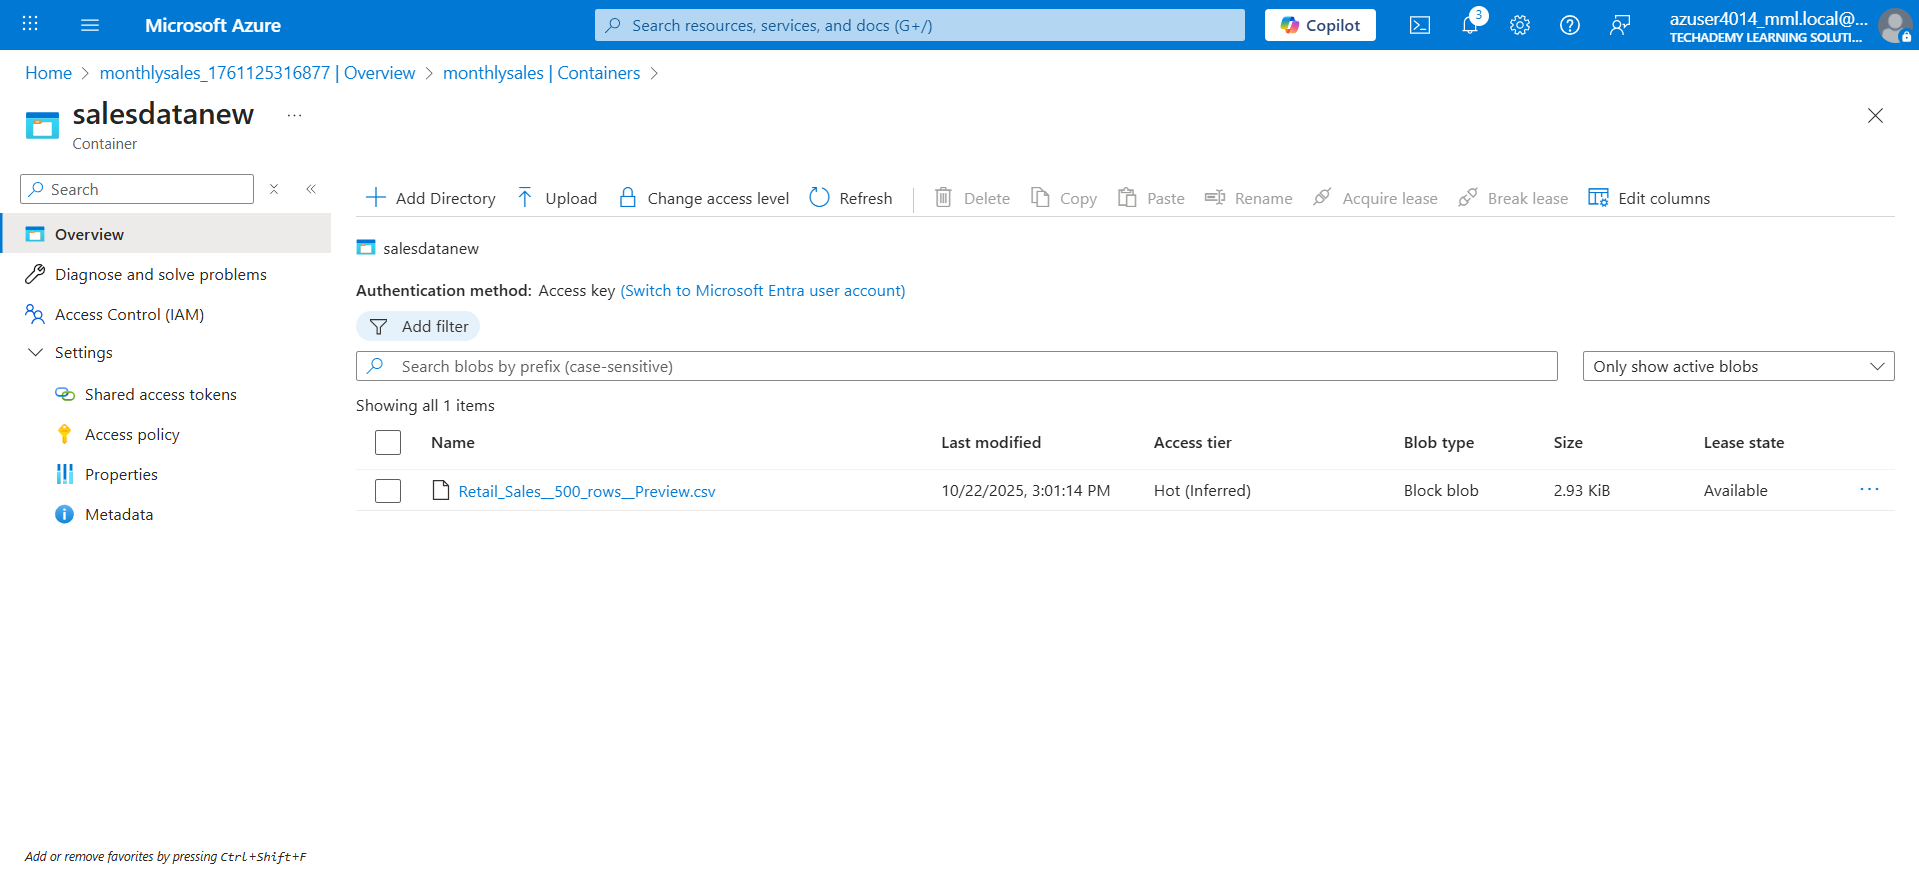 Microsoft Azure
Search resources, services, and docs (G+/)
Copilot
3
azuser4014_mml.local@...
TECHADEMY LEARNING SOLUTI...
Home > monthlysales_1761125316877 | Overview > monthlysales | Containers >
salesdatanew ...
Container
Search
Add Directory Upload Change access level Refresh Delete Copy Paste Rename Acquire lease Break lease Edit columns
Overview
Diagnose and solve problems
Access Control (IAM)
Settings
Shared access tokens
Access policy
Properties
Metadata
salesdatanew
Authentication method: Access key (Switch to Microsoft Entra user account)
Add filter
Search blobs by prefix (case-sensitive)
Only show active blobs
Showing all 1 items
Name Last modified Access tier Blob type Size Lease state
Retail_Sales__500_rows__Preview.csv 10/22/2025, 3:01:14 PM Hot (Inferred) Block blob 2.93 KiB Available ...
Add or remove favorites by pressing Ctrl+Shift+F